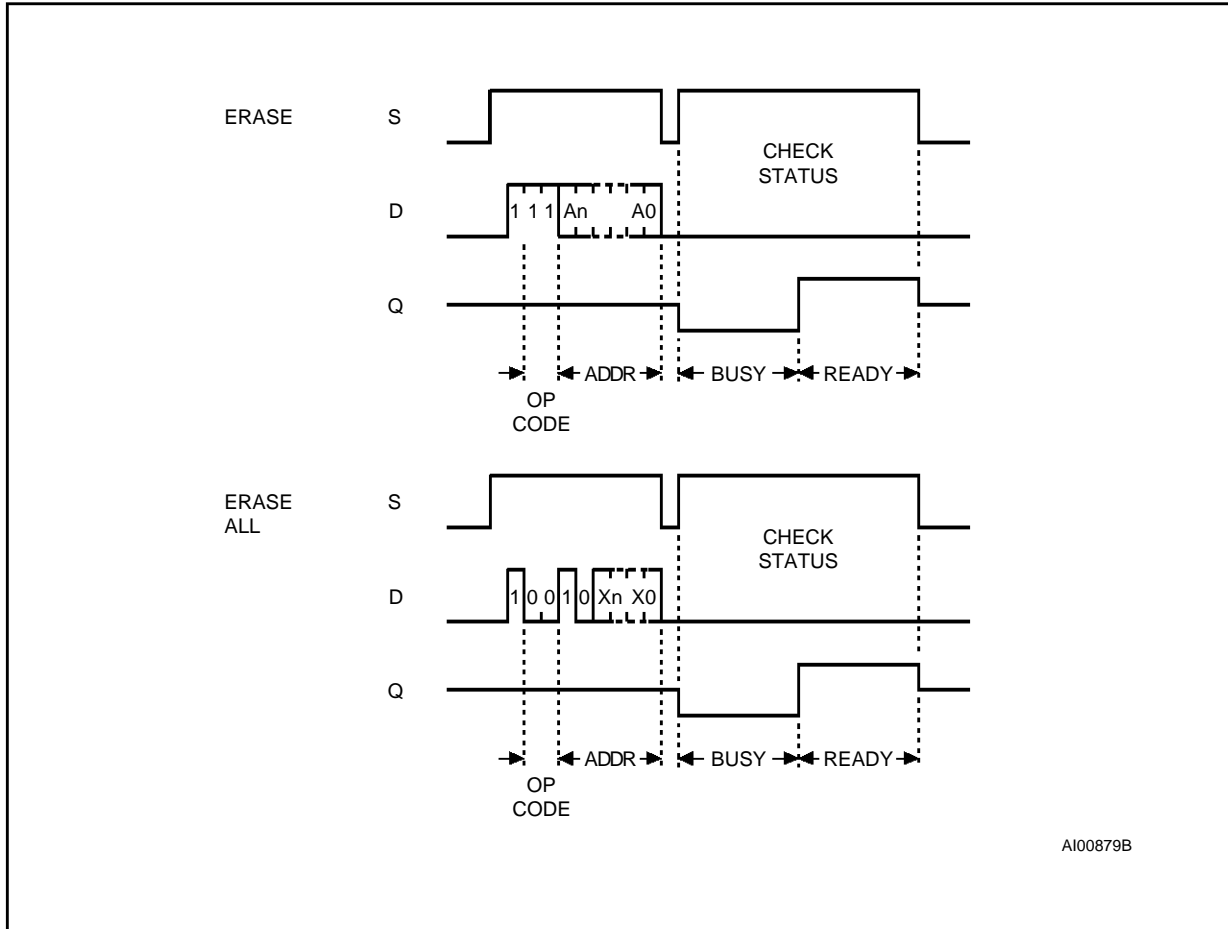 ERASE
S
CHECK
STATUS
D
1 1 1 An A0
Q
ADDR BUSY READY
OP
CODE
ERASE
ALL
S
CHECK
STATUS
D
1 0 0 1 0 Xn X0
Q
ADDR BUSY READY
OP
CODE
AI00879B